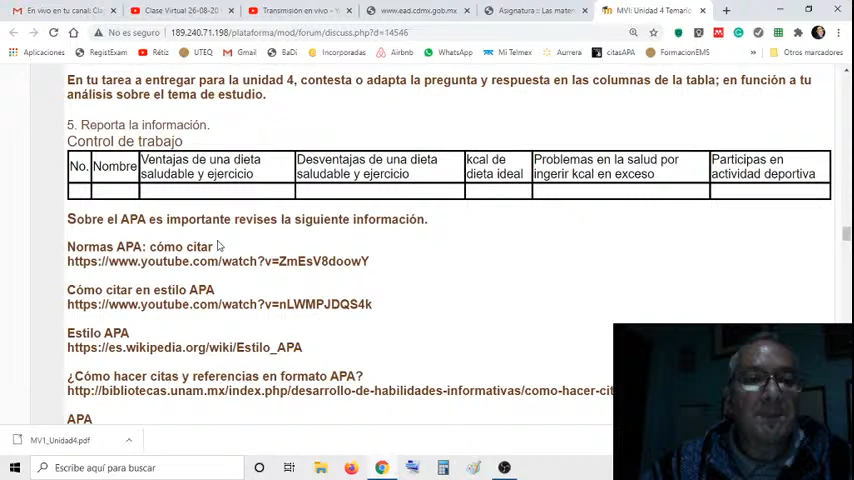 En vivo en tu canal: Cla
Clase Virtual 26-08-20
Transmisión en vivo - Y
www.ead.cdmx.gob.mx
Asignatura :: Las matem
MVI: Unidad 4 Temario
No es seguro
189.240.71.198/plataforma/mod/forum/discuss.php?d=14546
Aplicaciones
RegistExam
Río
UTEQ
Gmail
BaDi
Incorporadas
Airbnb
WhatsApp
Mi Telmex
Aurrera
citasAPA
FormacionEMS
Otros marcadores
En tu tarea a entregar para la unidad 4, contesta o adapta la pregunta y respuesta en las columnas de la tabla; en función a tu
análisis sobre el tema de estudio.
5. Reporta la información.
Control de trabajo
No.
Nombre
Ventajas de una dieta
saludable y ejercicio
Desventajas de una dieta
saludable y ejercicio
kcal de
dieta ideal
Problemas en la salud por
ingerir kcal en exceso
Participas en
actividad deportiva
Sobre el APA es importante revises la siguiente información.
Normas APA: cómo citar
https://www.youtube.com/watch?v=ZmEsV8doowY
Cómo citar en estilo APA
https://www.youtube.com/watch?v=nLWMPJDQS4k
Estilo APA
https://es.wikipedia.org/wiki/Estilo_APA
¿Cómo hacer citas y referencias en formato APA?
http://bibliotecas.unam.mx/index.php/desarrollo-de-habilidades-informativas/como-hacer-cit
APA
MV1_Unidad4.pdf
Escribe aquí para buscar